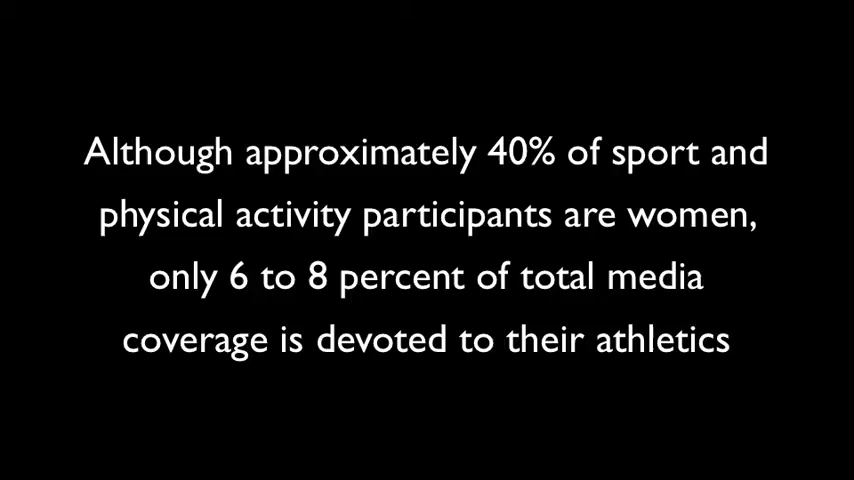 Although approximately 40% of sport and
physical activity participants are women,
only 6 to 8 percent of total media
coverage is devoted to their athletics